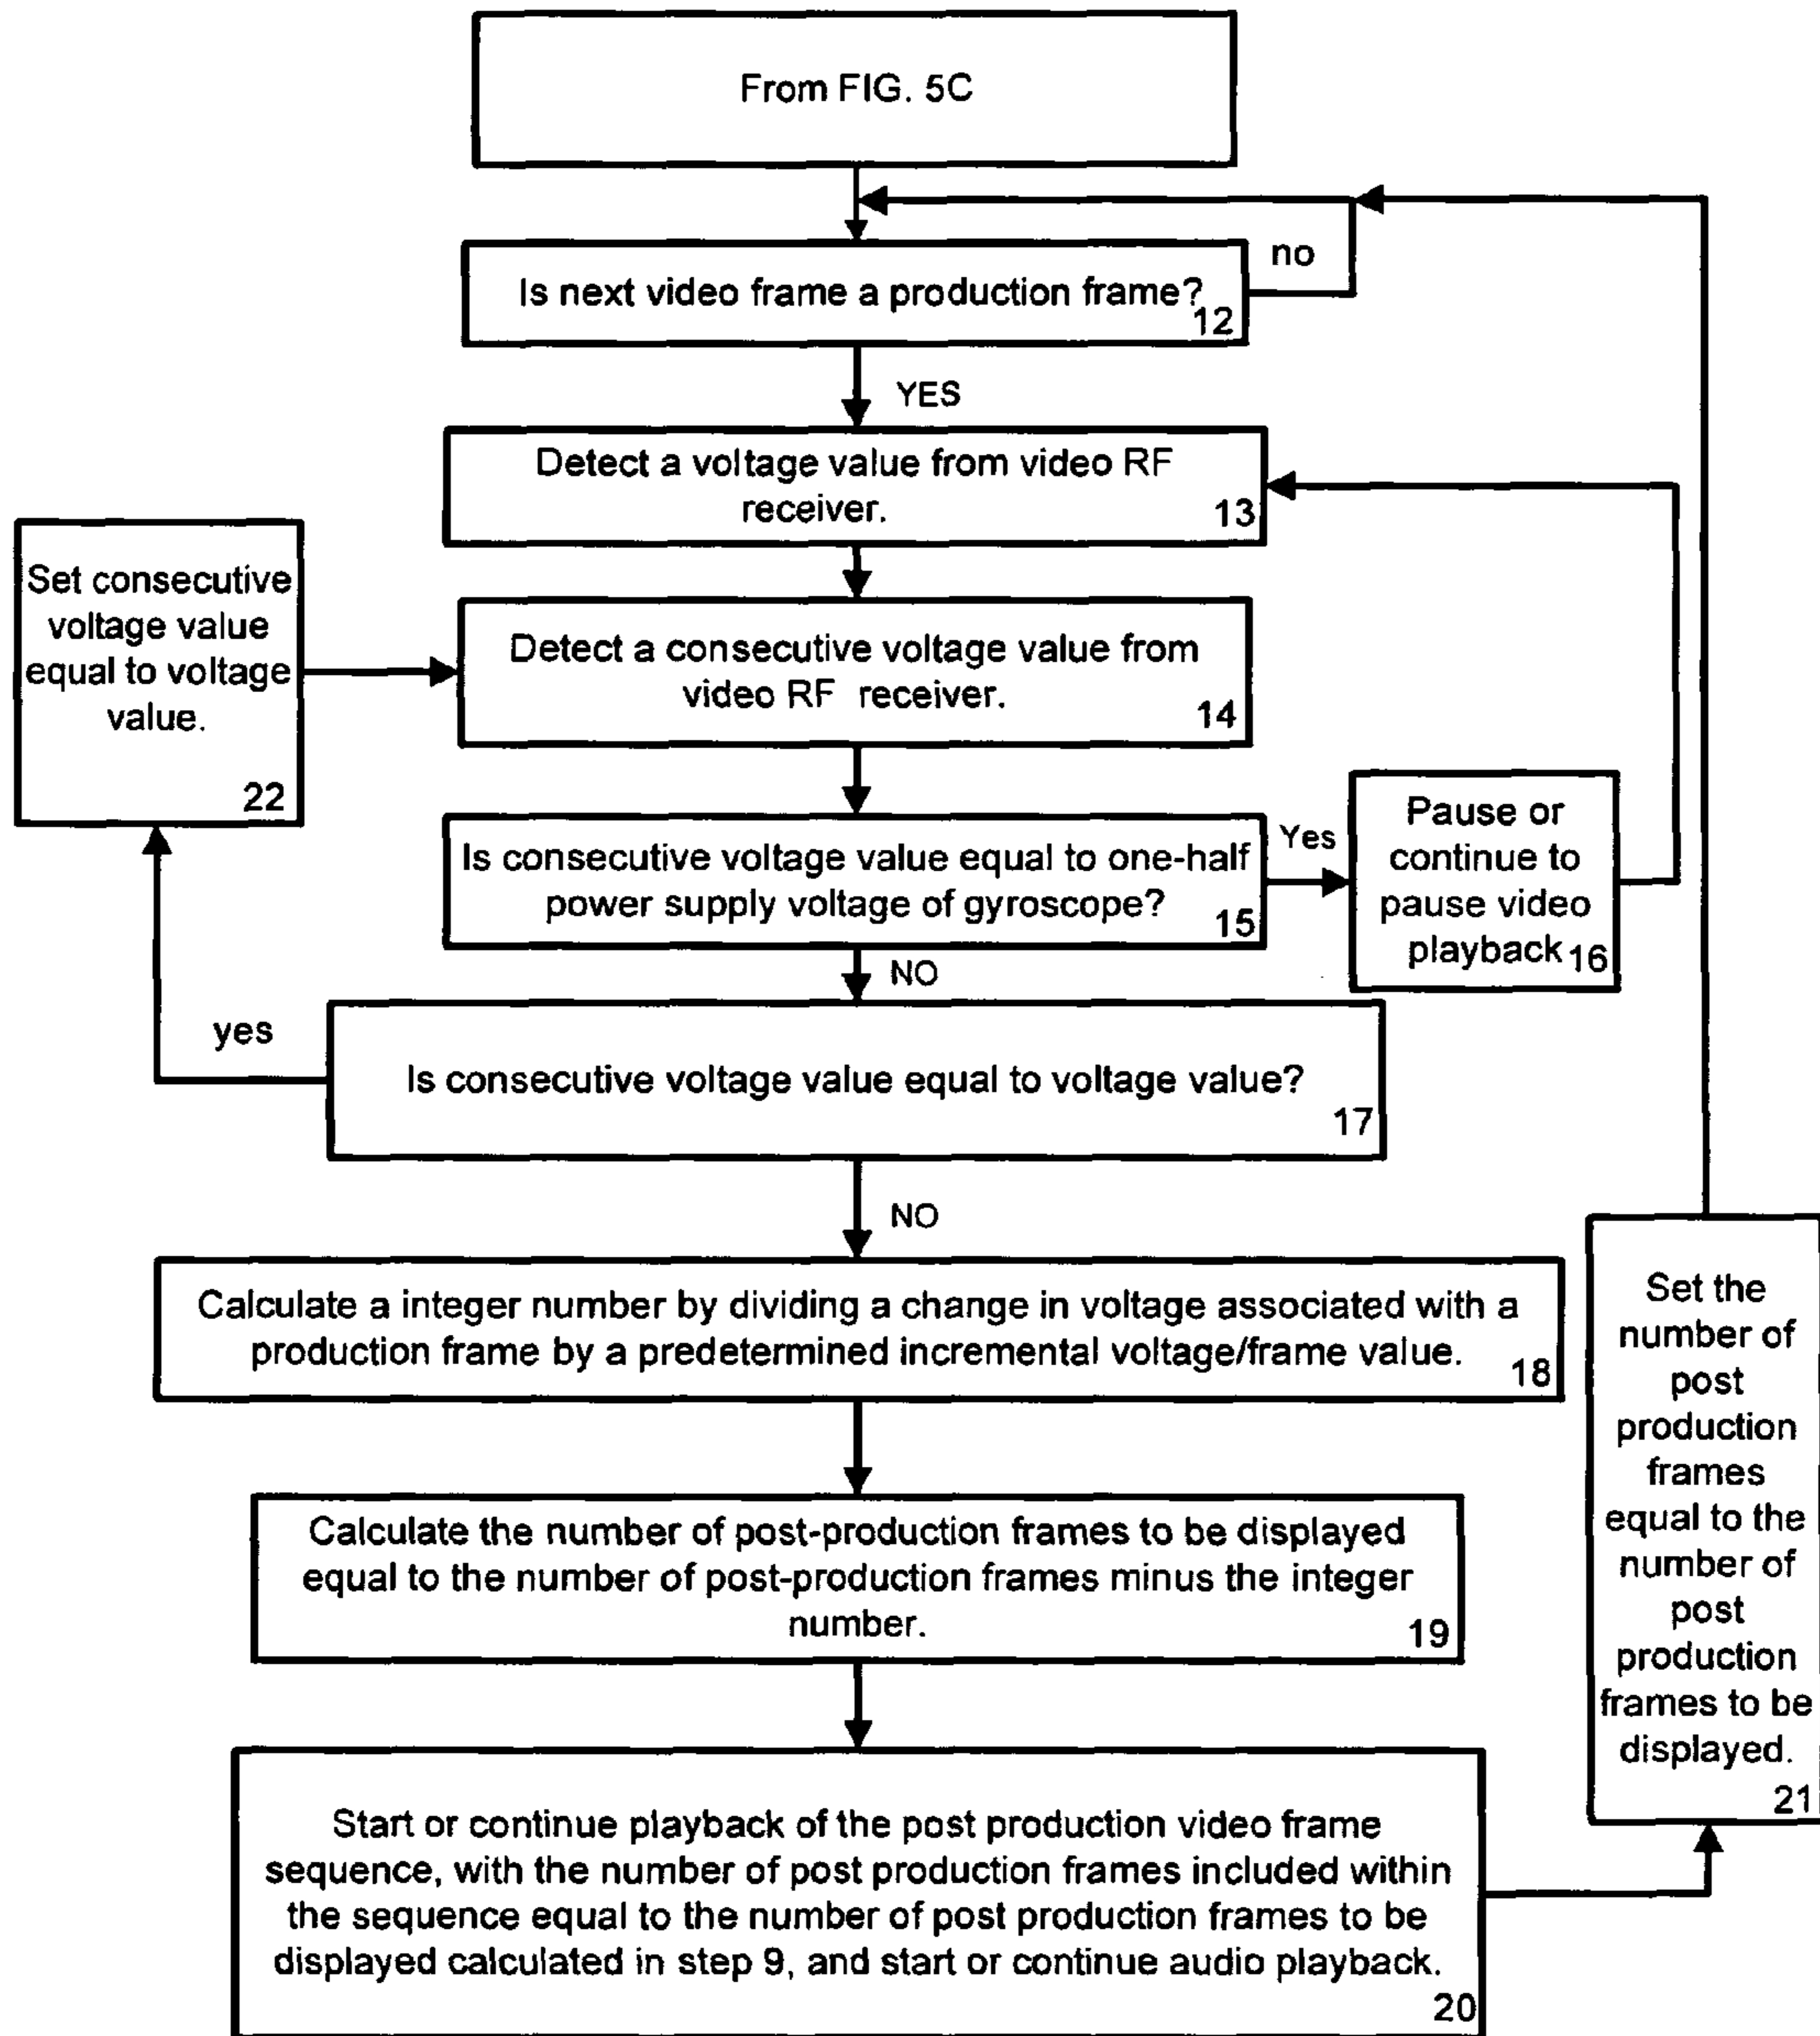 From FIG. 5C
no
Is next video frame a production frame?
12
YES
Detect a voltage value from video RF
receiver.
13
Set consecutive
voltage value
equal to voltage
value.
22
Detect a consecutive voltage value from
video RF receiver.
14
Is consecutive voltage value equal to one-half
power supply voltage of gyroscope?
15
Yes
Pause or
continue to
pause video
playback
16
NO
yes
Is consecutive voltage value equal to voltage value?
17
NO
Calculate a integer number by dividing a change in voltage associated with a
production frame by a predetermined incremental voltage/frame value.
18
Calculate the number of post-production frames to be displayed
equal to the number of post-production frames minus the integer
number.
19
Start or continue playback of the post production video frame
sequence, with the number of post production frames included within
the sequence equal to the number of post production frames to be
displayed calculated in step 9, and start or continue audio playback.
20
Set the
number of
post
production
frames
equal to the
number of
post
production
frames to be
displayed.
21